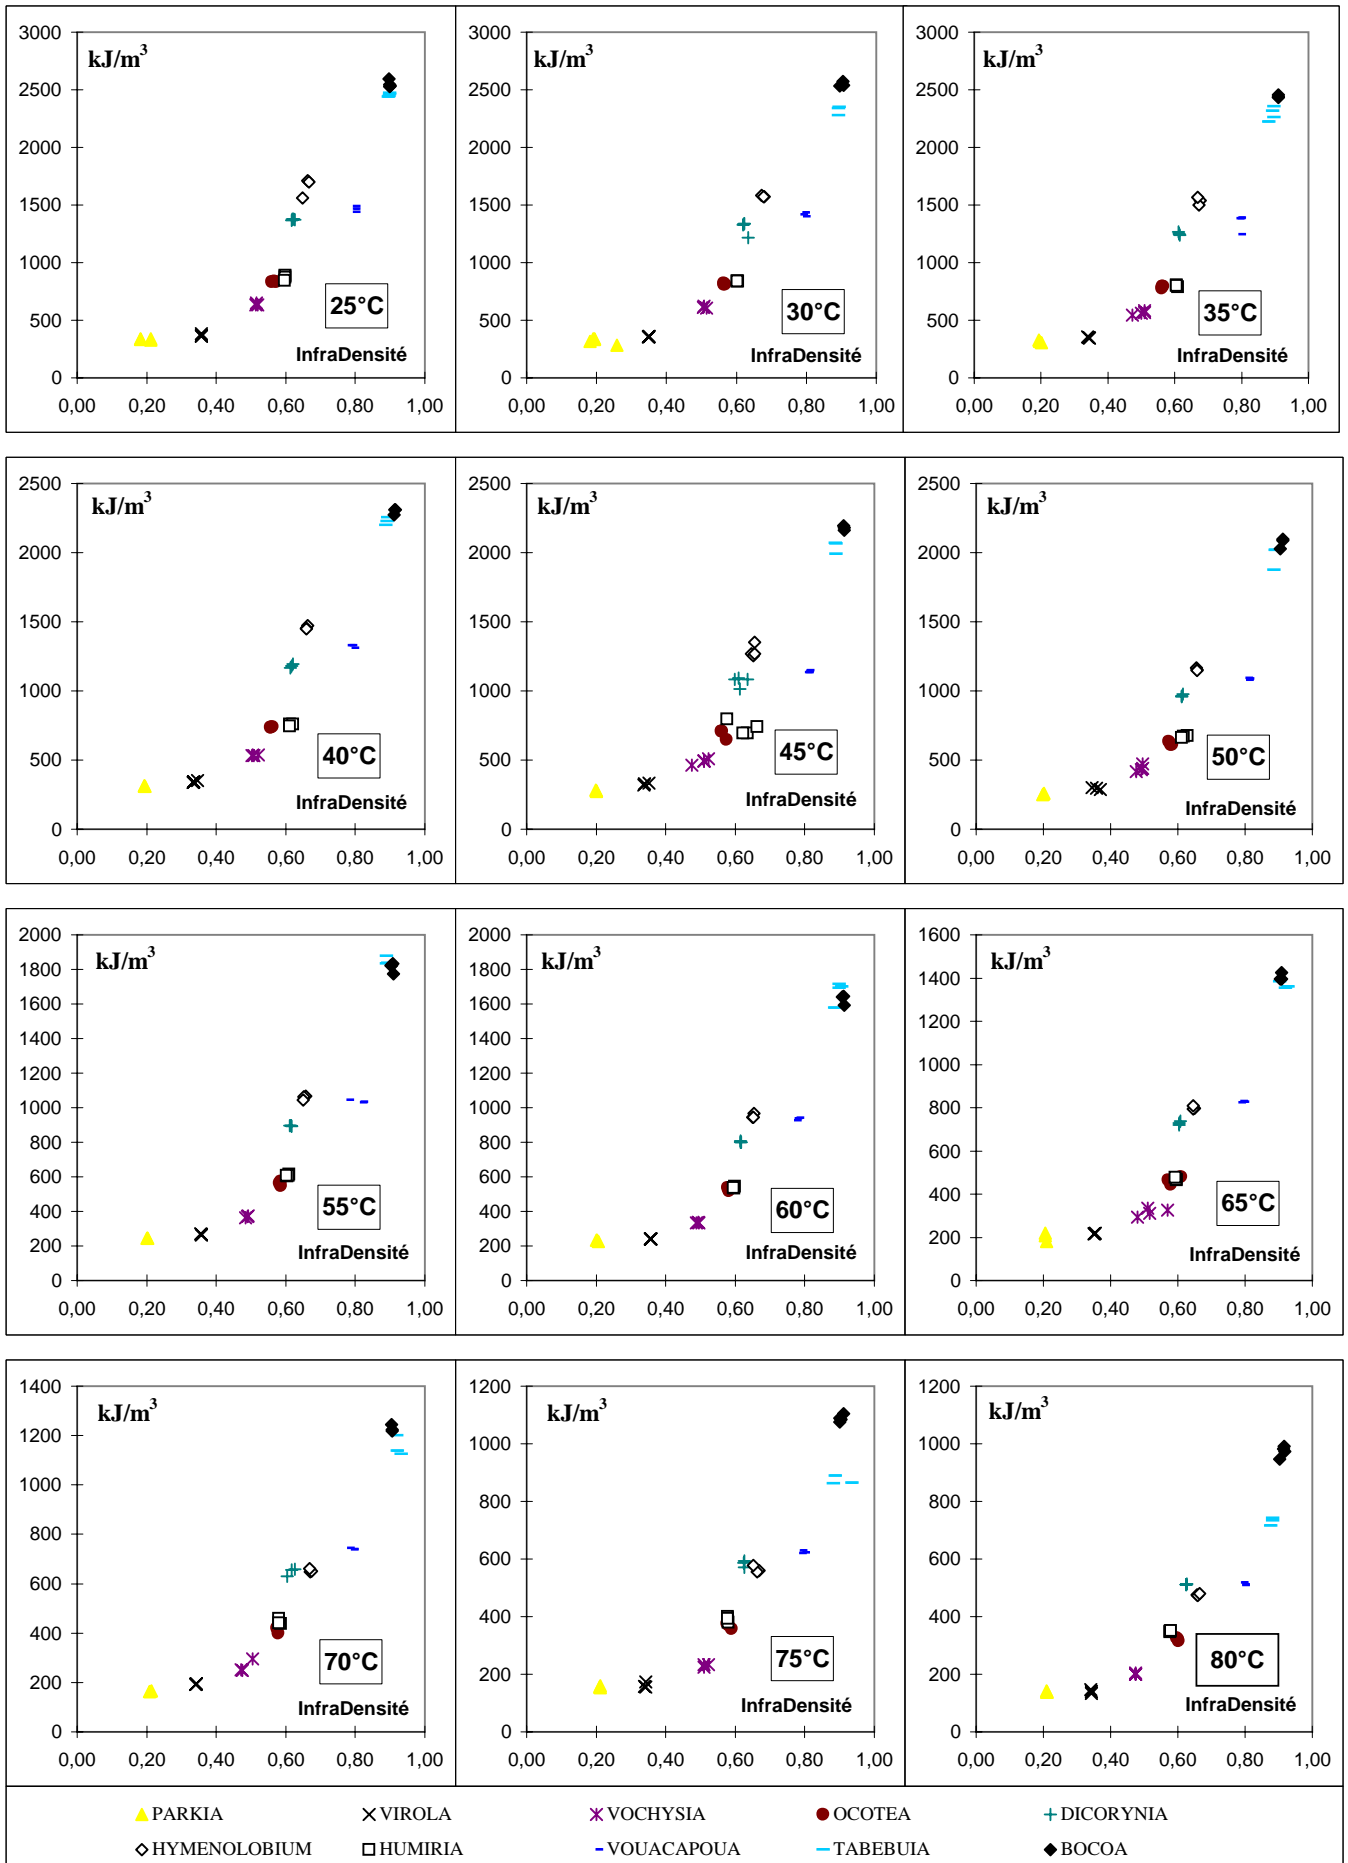 3000
2500
2000
1500
1000
500
0
kJ/m³
25°C
InfraDensité
0,00 0,20 0,40 0,60 0,80 1,00
3000
2500
2000
1500
1000
500
0
kJ/m³
30°C
InfraDensité
0,00 0,20 0,40 0,60 0,80 1,00
3000
2500
2000
1500
1000
500
0
kJ/m³
35°C
InfraDensité
0,00 0,20 0,40 0,60 0,80 1,00
2500
2000
1500
1000
500
0
kJ/m³
40°C
InfraDensité
0,00 0,20 0,40 0,60 0,80 1,00
2500
2000
1500
1000
500
0
kJ/m³
45°C
InfraDensité
0,00 0,20 0,40 0,60 0,80 1,00
2500
2000
1500
1000
500
0
kJ/m³
50°C
InfraDensité
0,00 0,20 0,40 0,60 0,80 1,00
2000
1800
1600
1400
1200
1000
800
600
400
200
0
kJ/m³
55°C
InfraDensité
0,00 0,20 0,40 0,60 0,80 1,00
2000
1800
1600
1400
1200
1000
800
600
400
200
0
kJ/m³
60°C
InfraDensité
0,00 0,20 0,40 0,60 0,80 1,00
1600
1400
1200
1000
800
600
400
200
0
kJ/m³
65°C
InfraDensité
0,00 0,20 0,40 0,60 0,80 1,00
1400
1200
1000
800
600
400
200
0
kJ/m³
70°C
InfraDensité
0,00 0,20 0,40 0,60 0,80 1,00
1200
1000
800
600
400
200
0
kJ/m³
75°C
InfraDensité
0,00 0,20 0,40 0,60 0,80 1,00
1200
1000
800
600
400
200
0
kJ/m³
80°C
InfraDensité
0,00 0,20 0,40 0,60 0,80 1,00
PARKIA VIROLA VOCHYSIA OCOTEA DICORYNIA
HYMENOLOBIUM HUMIRIA VOUACAPOUA TABEBUIA BOCOA